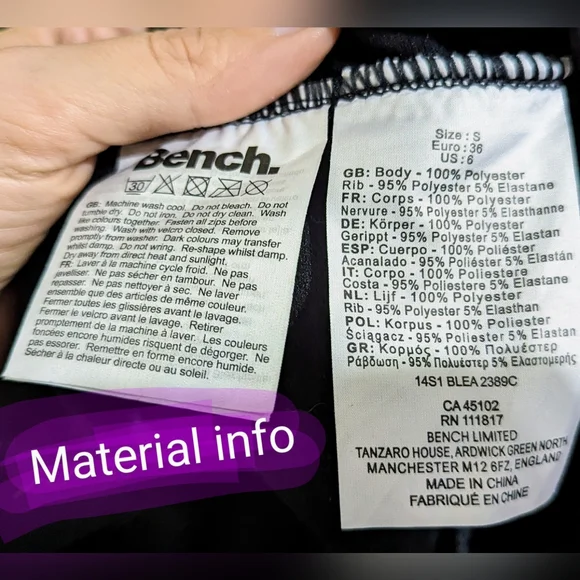 Bench.
30
GB: Machine wash cool. Do not bleach. Do not
tumble dry. Do not iron. Do not dry clean. Wash
like colours together. Fasten all zips before
washing. Wash with velcro closed. Remove
promptly from washer. Dark colours may transfer
whilst damp. Do not wring. Re-shape whilst damp.
Dry away from direct heat and sunlight.
FR: Laver à la machine cycle froid. Ne pas
javelliser. Ne pas sécher en tambour. Ne pas
repasser. Ne pas nettoyer à sec. Ne laver
ensemble que des articles de même couleur.
Fermer toutes les glissières avant le lavage.
Fermer le velcro avant le lavage. Retirer
promptement de la machine à laver. Les couleurs
foncées encore humides risquent de dégorger. Ne
pas essorer. Remettre en forme encore humide.
Sécher à la chaleur directe ou au soleil.
Size : S
Euro : 36
US : 6
GB: Body - 100% Polyester
Rib - 95% Polyester 5% Elastane
FR: Corps - 100% Polyester
Nervure - 95% Polyester 5% Elasthanne
DE: Körper - 100% Polyester
Gerippt - 95% Polyester 5% Elasthan
ESP: Cuerpo - 100% Poliéster
Acanalado - 95% Poliéster 5% Elastán
IT: Corpo - 100% Poliestere
Costa - 95% Poliestere 5% Elastane
NL: Lijf - 100% Polyester
Rib - 95% Polyester 5% Elasthan
POL: Korpus - 100% Poliester
Ściągacz - 95% Poliester 5% Elastan
GR: Κορμός - 100% Πολυέστερ
Ράβδωση - 95% Πολυέστερ 5% Ελαστομερής
14S1 BLEA 2389C
CA 45102
RN 111817
BENCH LIMITED
TANZARO HOUSE, ARDWICK GREEN NORTH
MANCHESTER M12 6FZ, ENGLAND
MADE IN CHINA
FABRIQUÉ EN CHINE
Material info